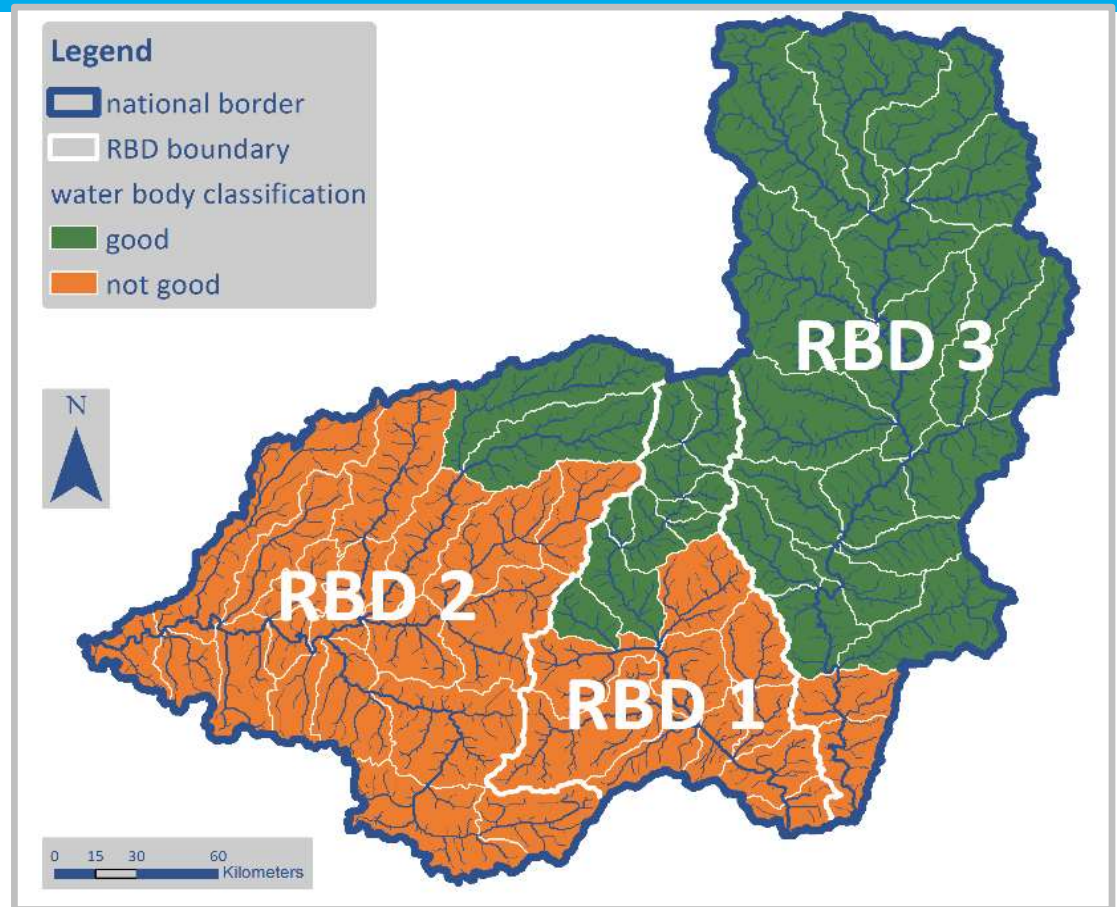 Legend
national border
RBD boundary
water body classification
good
not good
N
RBD 3
RBD 2
RBD 1
0 15 30 60
Kilometers